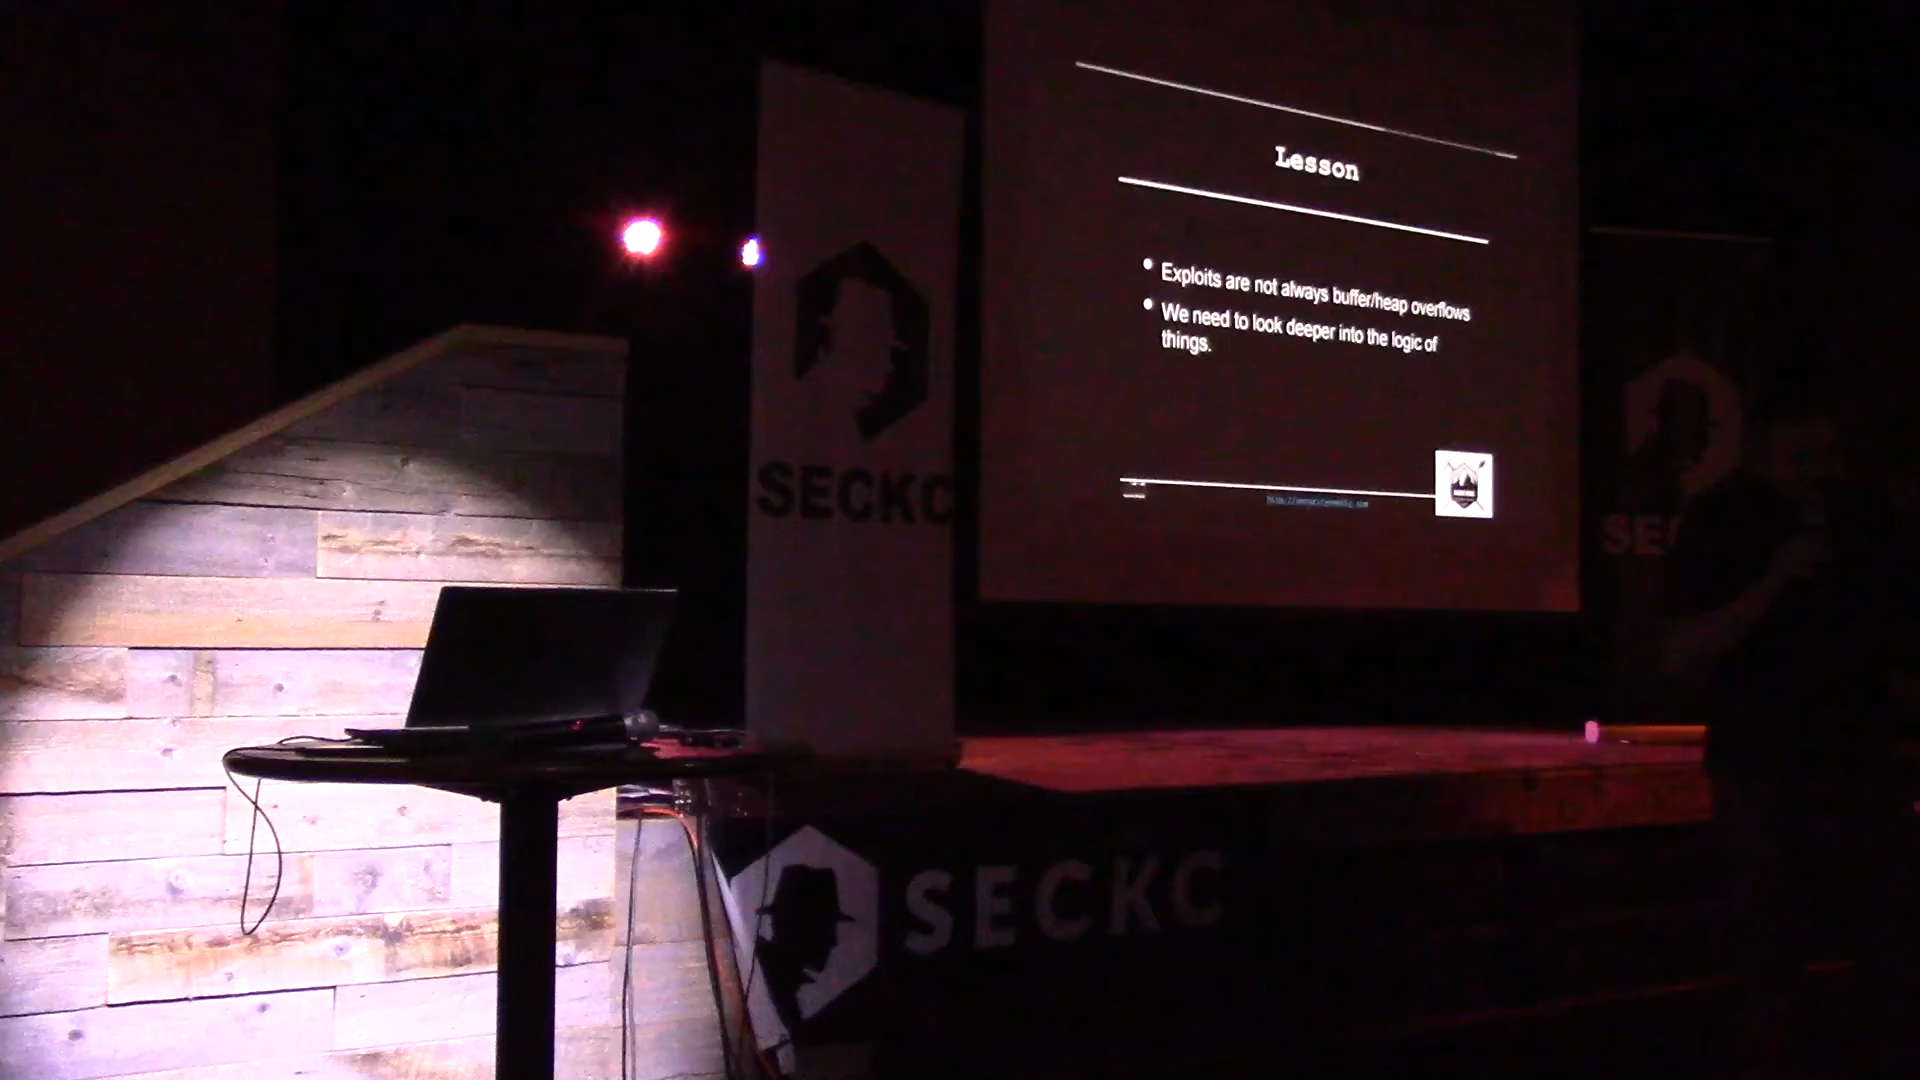 Lesson
• Exploits are not always buffer/heap overflows
• We need to look deeper into the logic of
things.
SECKC
SEC
SECKC